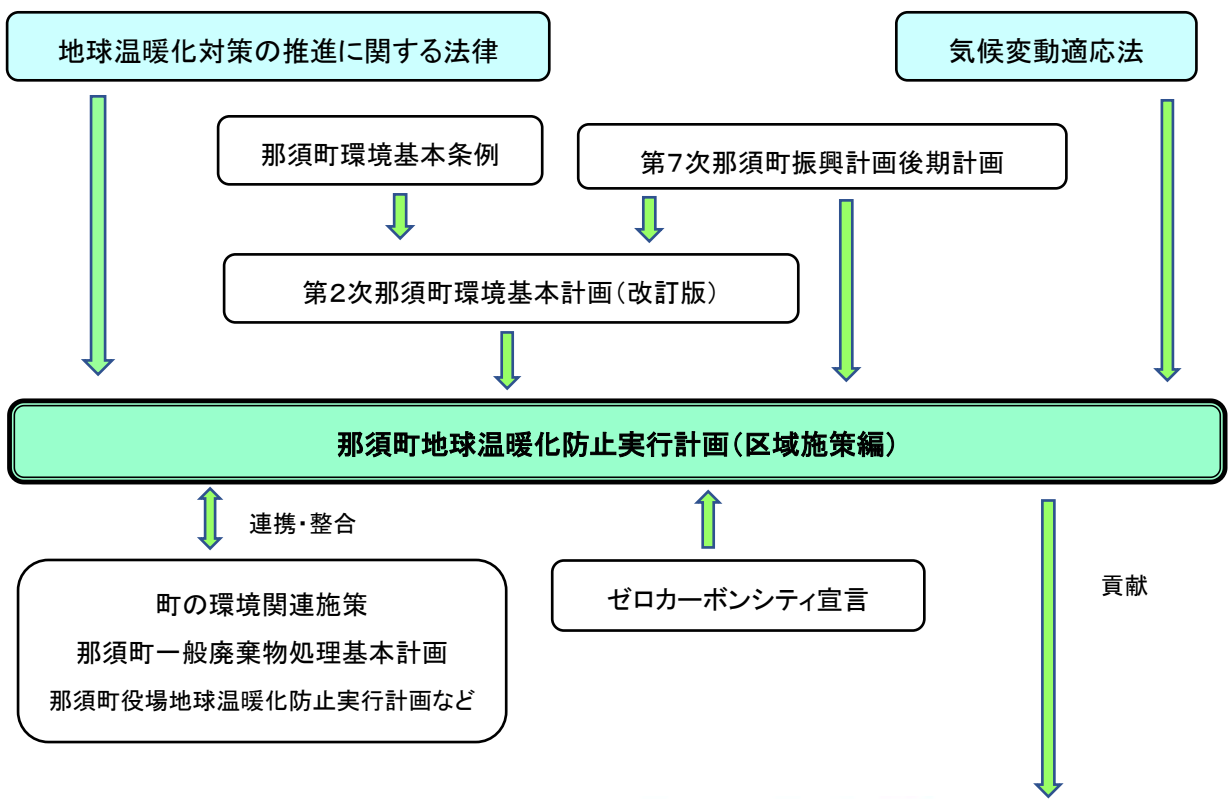 地球温暖化対策の推進に関する法律
気候変動適応法
那須町環境基本条例
第7次那須町振興計画後期計画
第2次那須町環境基本計画(改訂版)
那須町地球温暖化防止実行計画(区域施策編)
連携・整合
貢献
町の環境関連施策
那須町一般廃棄物処理基本計画
那須町役場地球温暖化防止実行計画など
ゼロカーボンシティ宣言